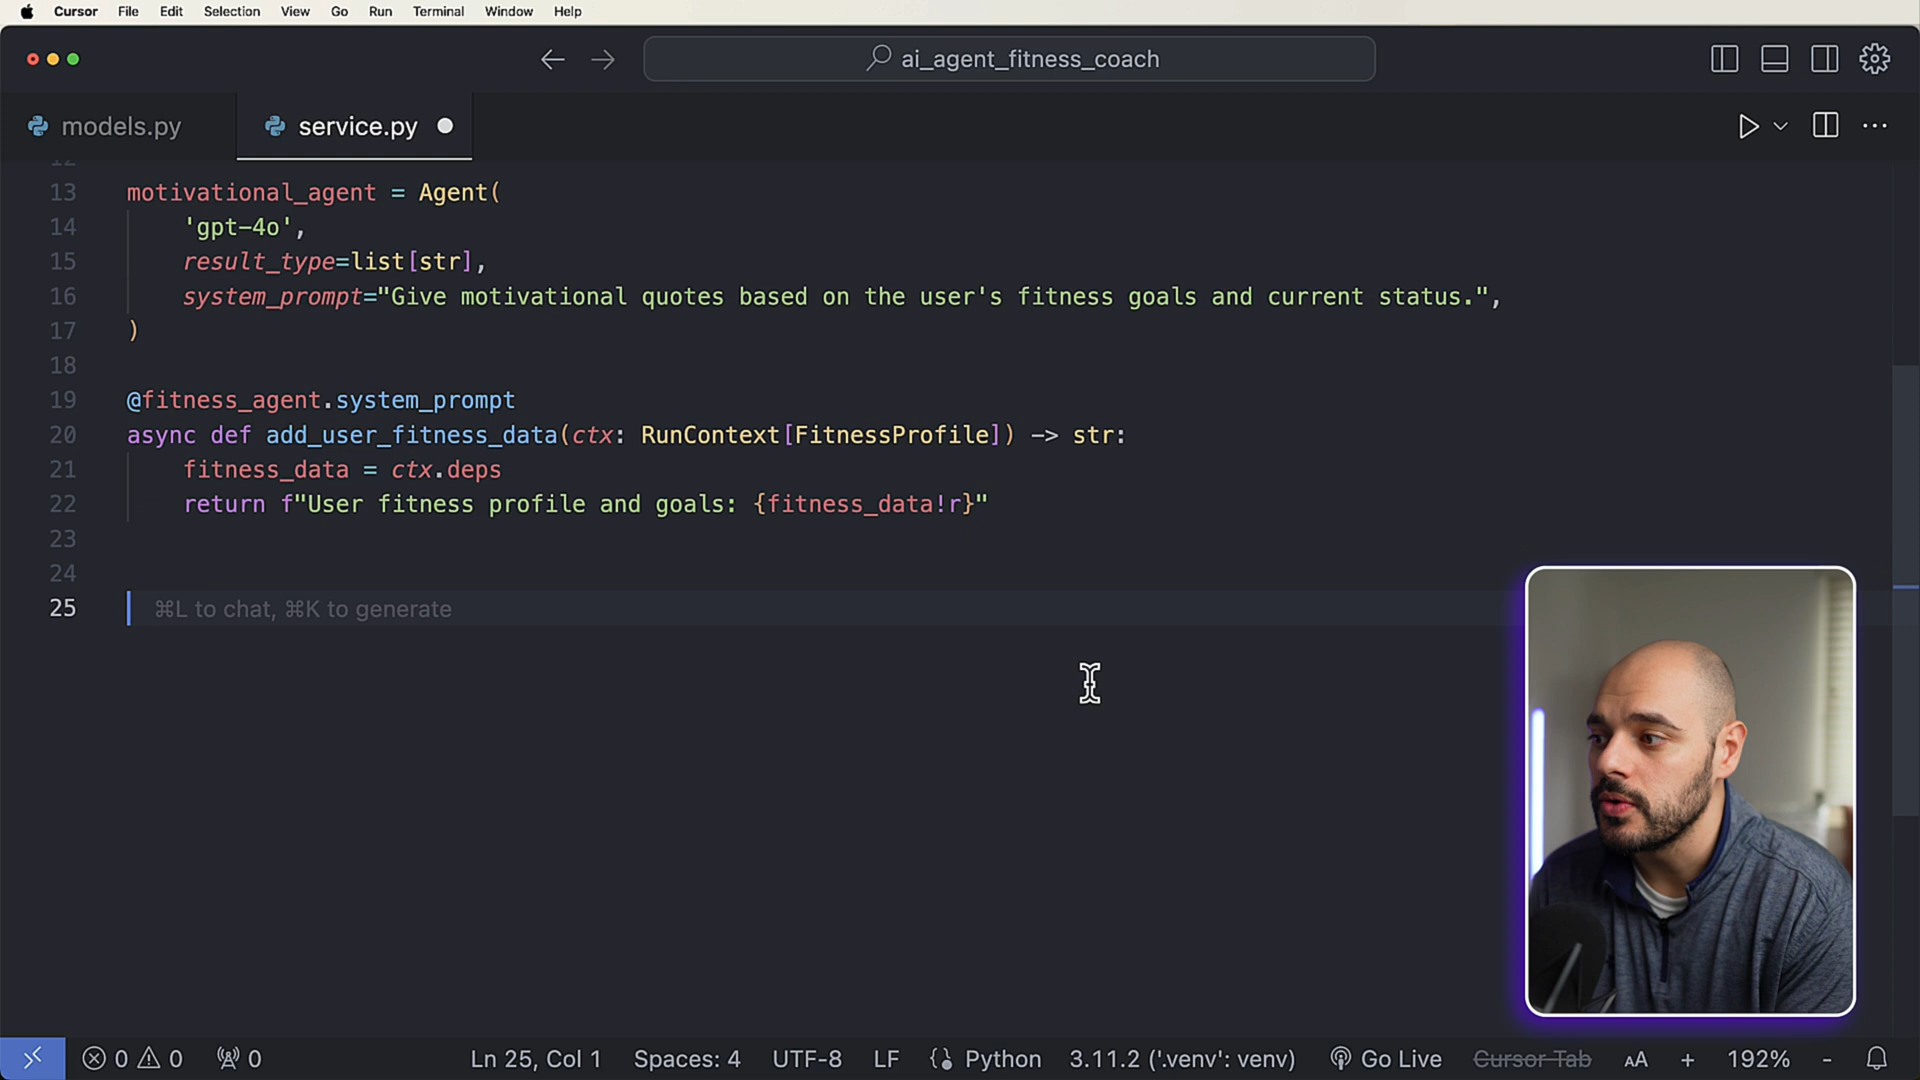 Cursor File Edit Selection View Go Run Terminal Window Help
ai_agent_fitness_coach
models.py service.py
12
13 motivational_agent = Agent(
14 'gpt-4o',
15 result_type=list[str],
16 system_prompt="Give motivational quotes based on the user's fitness goals and current status.",
17 )
18
19 @fitness_agent.system_prompt
20 async def add_user_fitness_data(ctx: RunContext[FitnessProfile]) -> str:
21 fitness_data = ctx.deps
22 return f"User fitness profile and goals: {fitness_data!r}"
23
24
25 ⌘L to chat, ⌘K to generate
0 0 0 Ln 25, Col 1 Spaces: 4 UTF-8 LF Python 3.11.2 ('.venv': venv) Go Live Cursor Tab AA + 192% -